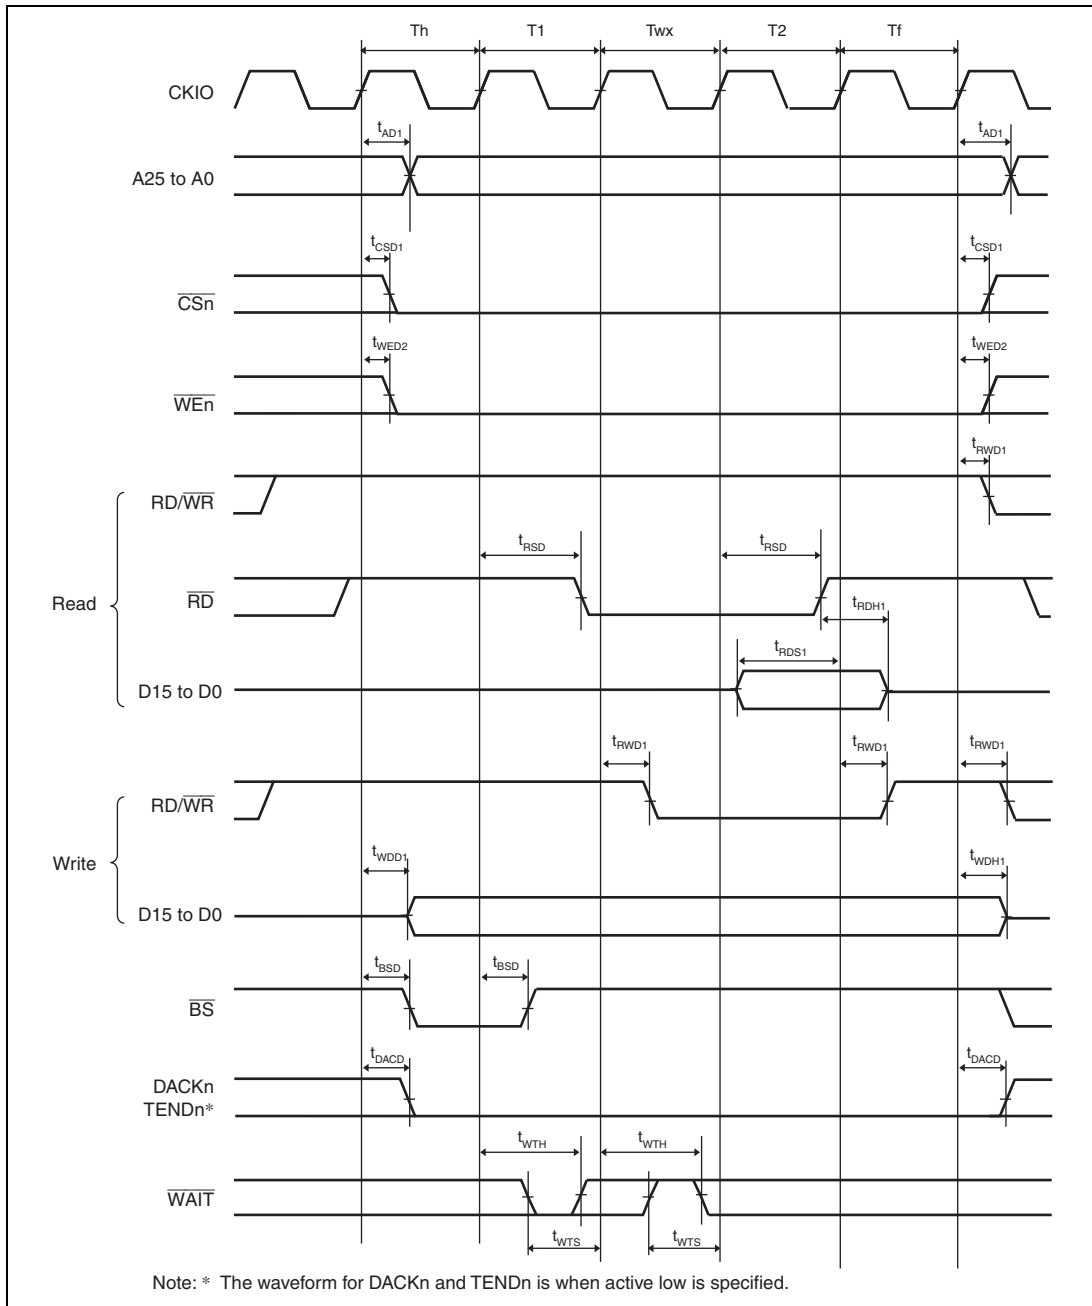 Th T1 Twx T2 Tf
CKIO
tAD1 tAD1
A25 to A0
tCSD1 tCSD1
CSn
tWED2 tWED2
WEn
tRWD1
RD/WR
tRSD tRSD
Read
RD
tRDH1
tRDS1
D15 to D0
tRWD1 tRWD1 tRWD1
RD/WR
Write
tWDD1 tWDH1
D15 to D0
tBSD tBSD
BS
tDACD tDACD
DACKn
TENDn*
tWTH tWTH
WAIT
tWTS tWTS
Note: * The waveform for DACKn and TENDn is when active low is specified.